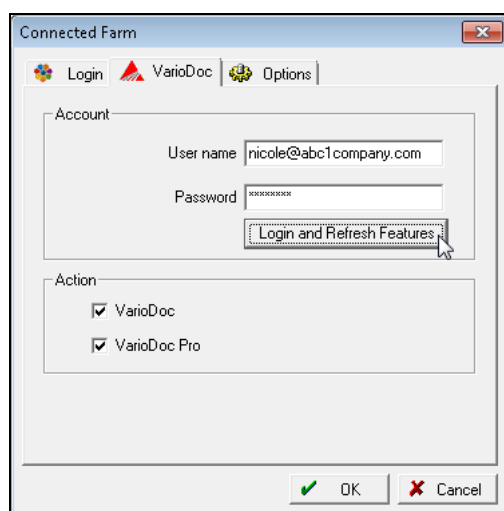 Connected Farm
Login VarioDoc Options
Account
User name nicole@abc1company.com
Password ********
Login and Refresh Features
Action
VarioDoc
VarioDoc Pro
OK Cancel